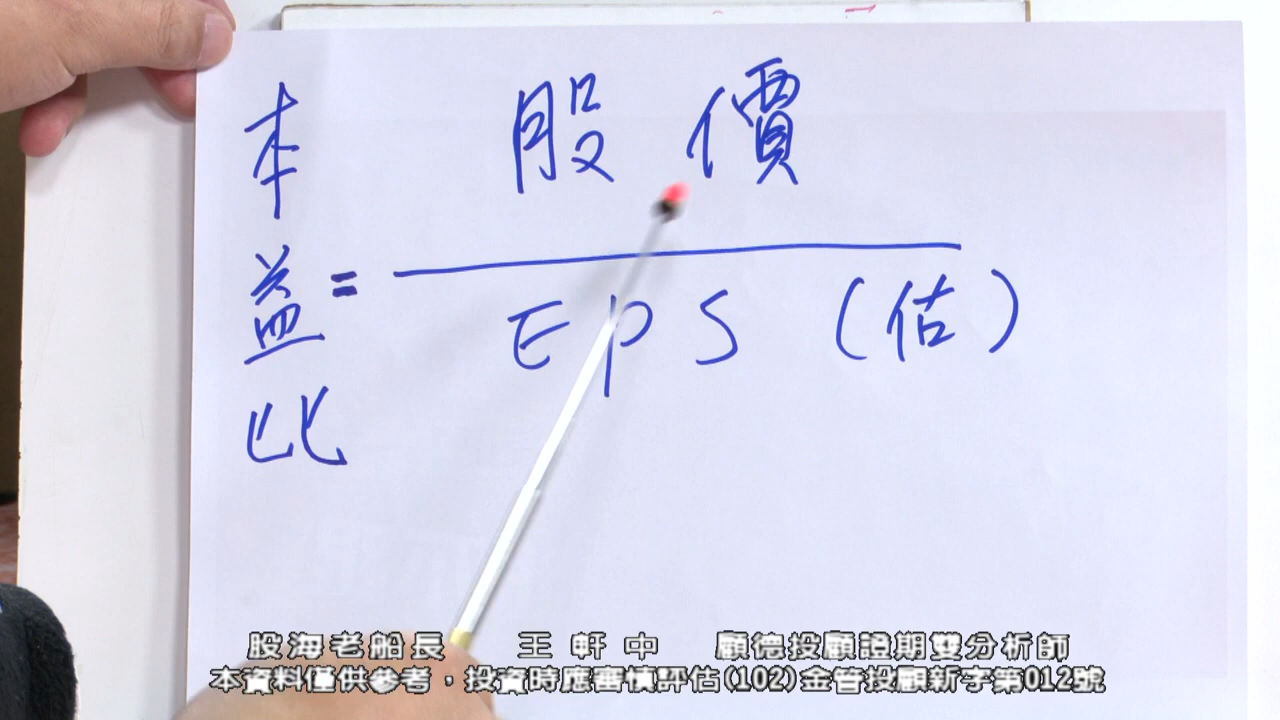 本益比 =
股價
EPS (估)
股海老船長 王軒中 顧德投顧證期雙分析師
本資料僅供參考，投資時應審慎評估(102)金管投顧新字第012號